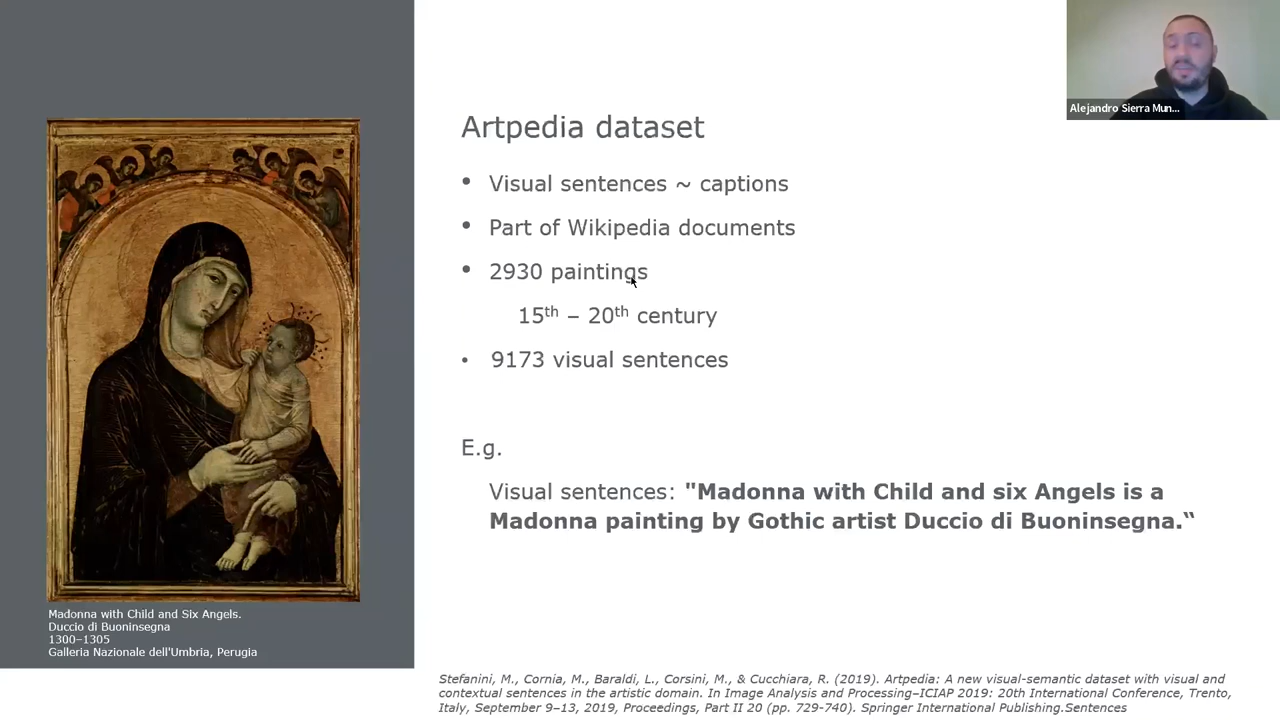 Alejandro Sierra Mun...
Artpedia dataset
• Visual sentences ~ captions
• Part of Wikipedia documents
• 2930 paintings
15th – 20th century
• 9173 visual sentences
E.g.
Visual sentences: "Madonna with Child and six Angels is a
Madonna painting by Gothic artist Duccio di Buoninsegna.“
Madonna with Child and Six Angels.
Duccio di Buoninsegna
1300–1305
Galleria Nazionale dell'Umbria, Perugia
Stefanini, M., Cornia, M., Baraldi, L., Corsini, M., & Cucchiara, R. (2019). Artpedia: A new visual-semantic dataset with visual and
contextual sentences in the artistic domain. In Image Analysis and Processing–ICIAP 2019: 20th International Conference, Trento,
Italy, September 9–13, 2019, Proceedings, Part II 20 (pp. 729-740). Springer International Publishing.Sentences